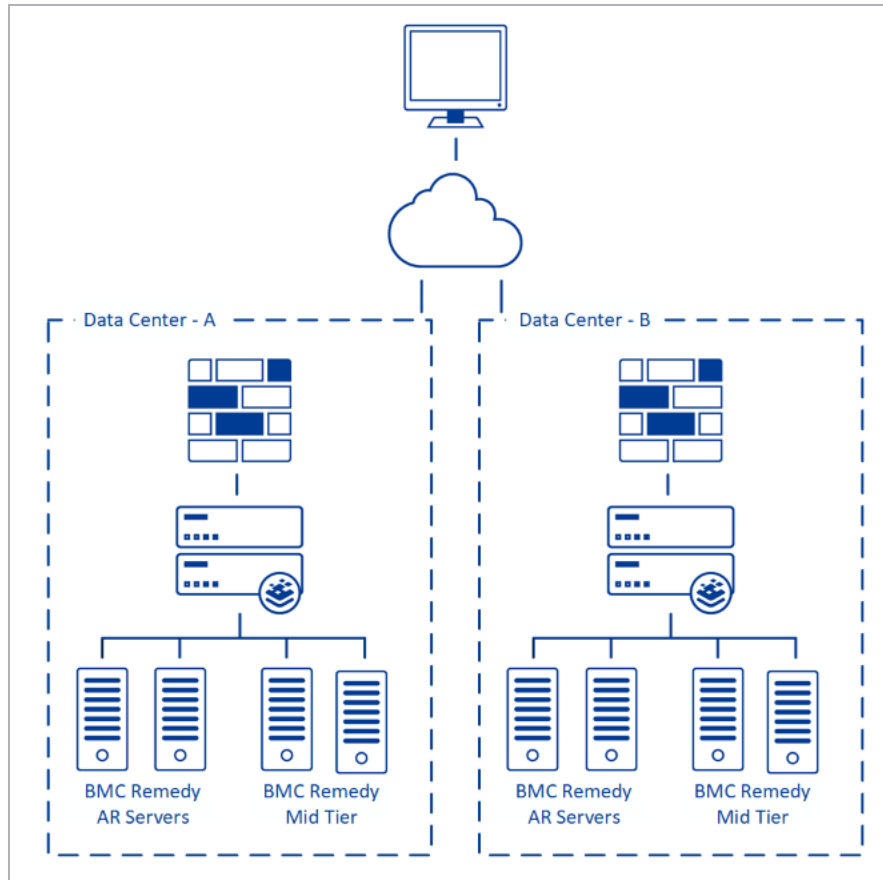 Data Center - A
Data Center - B
BMC Remedy
AR Servers
BMC Remedy
Mid Tier
BMC Remedy
AR Servers
BMC Remedy
Mid Tier